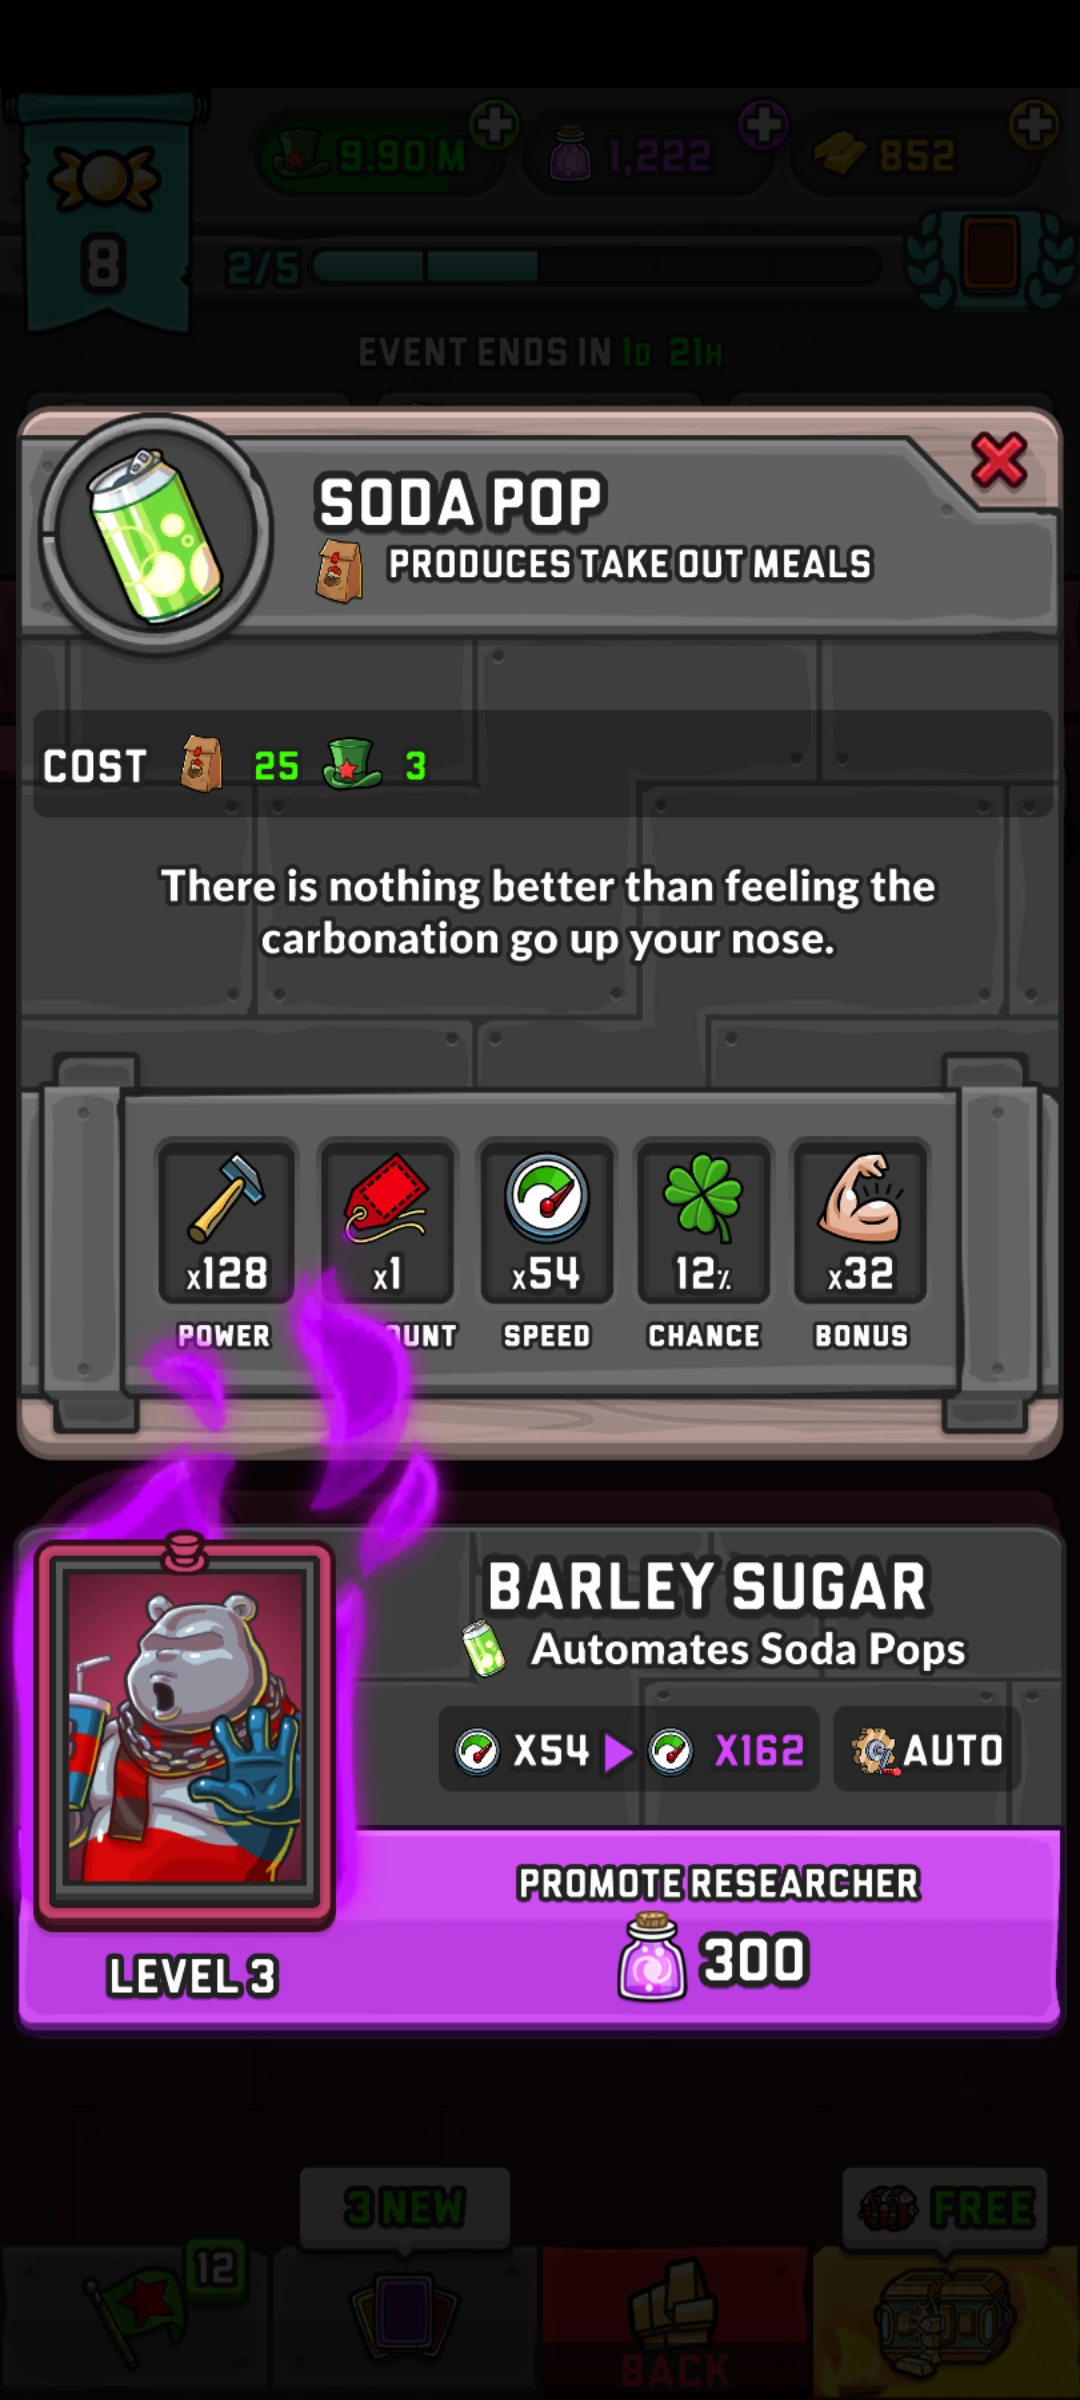 9.90 M
1,222
852
8
2/5
EVENT ENDS IN 1D 21H
SODA POP
PRODUCES TAKE OUT MEALS
COST 25 3
There is nothing better than feeling the
carbonation go up your nose.
x128 x1 x54 12% x32
POWER OUNT SPEED CHANCE BONUS
BARLEY SUGAR
Automates Soda Pops
X54 X162 AUTO
PROMOTE RESEARCHER
300
LEVEL 3
3 NEW
FREE
12
BACK